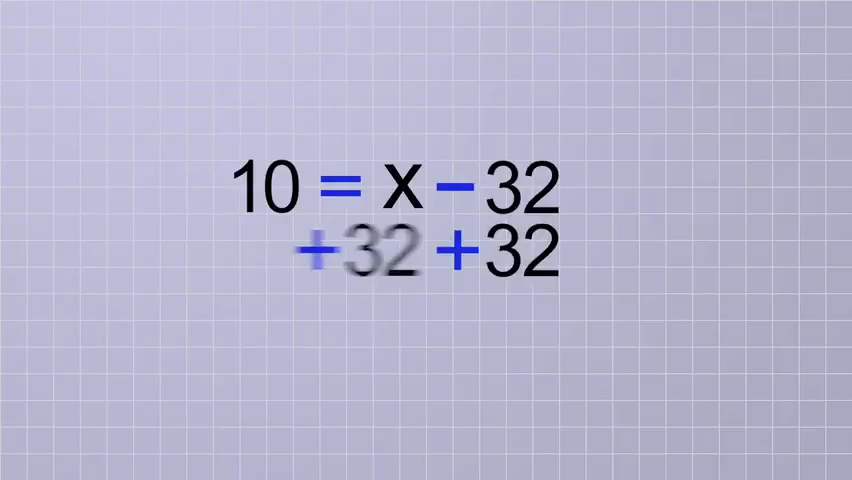 10 = x − 32
+32 +32